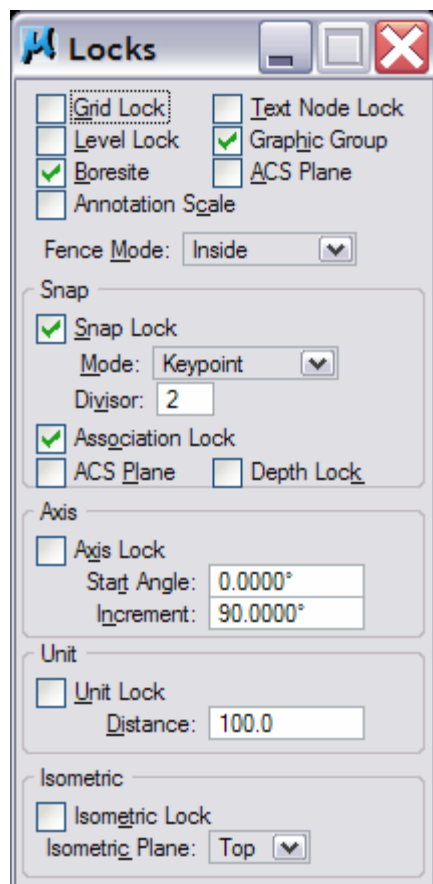 Locks
Grid Lock Text Node Lock
Level Lock Graphic Group
Boresite ACS Plane
Annotation Scale
Fence Mode: Inside
Snap
Snap Lock
Mode: Keypoint
Divisor: 2
Association Lock
ACS Plane Depth Lock
Axis
Axis Lock
Start Angle: 0.0000°
Increment: 90.0000°
Unit
Unit Lock
Distance: 100.0
Isometric
Isometric Lock
Isometric Plane: Top